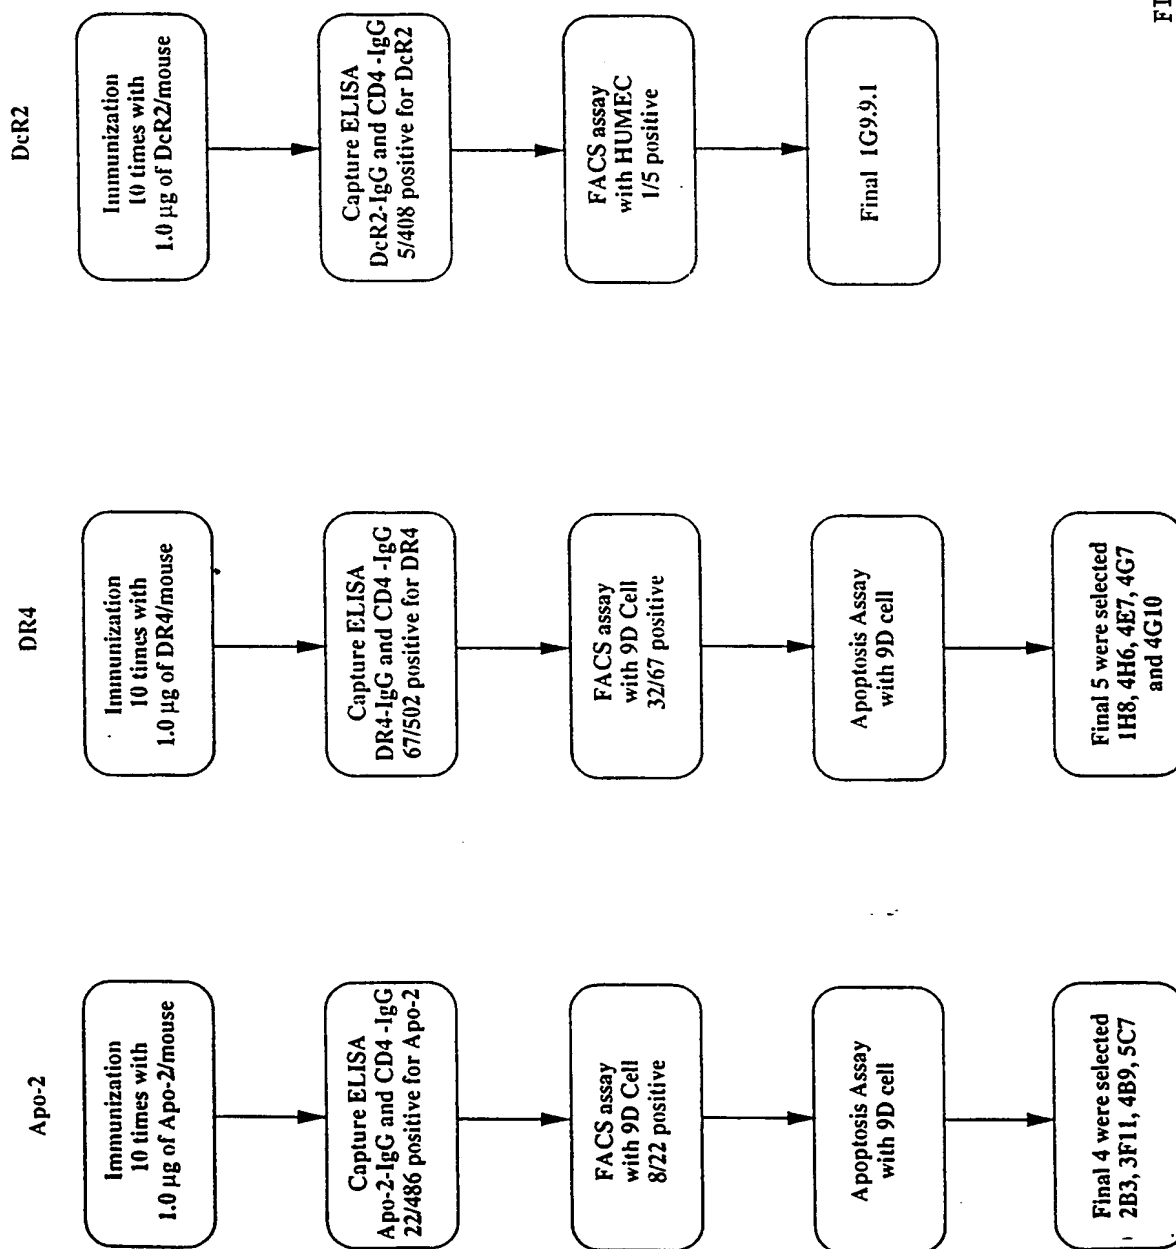 Apo-2
Immunization
10 times with
1.0 µg of Apo-2/mouse
Capture ELISA
Apo-2-IgG and CD4 -IgG
22/486 positive for Apo-2
FACS assay
with 9D Cell
8/22 positive
Apoptosis Assay
with 9D cell
Final 4 were selected
2B3, 3F11, 4B9, 5C7
DR4
Immunization
10 times with
1.0 µg of DR4/mouse
Capture ELISA
DR4-IgG and CD4 -IgG
67/502 positive for DR4
FACS assay
with 9D Cell
32/67 positive
Apoptosis Assay
with 9D cell
Final 5 were selected
1H8, 4H6, 4E7, 4G7
and 4G10
DcR2
Immunization
10 times with
1.0 µg of DcR2/mouse
Capture ELISA
DcR2-IgG and CD4 -IgG
5/408 positive for DcR2
FACS assay
with HUMEC
1/5 positive
Final 1G9.9.1